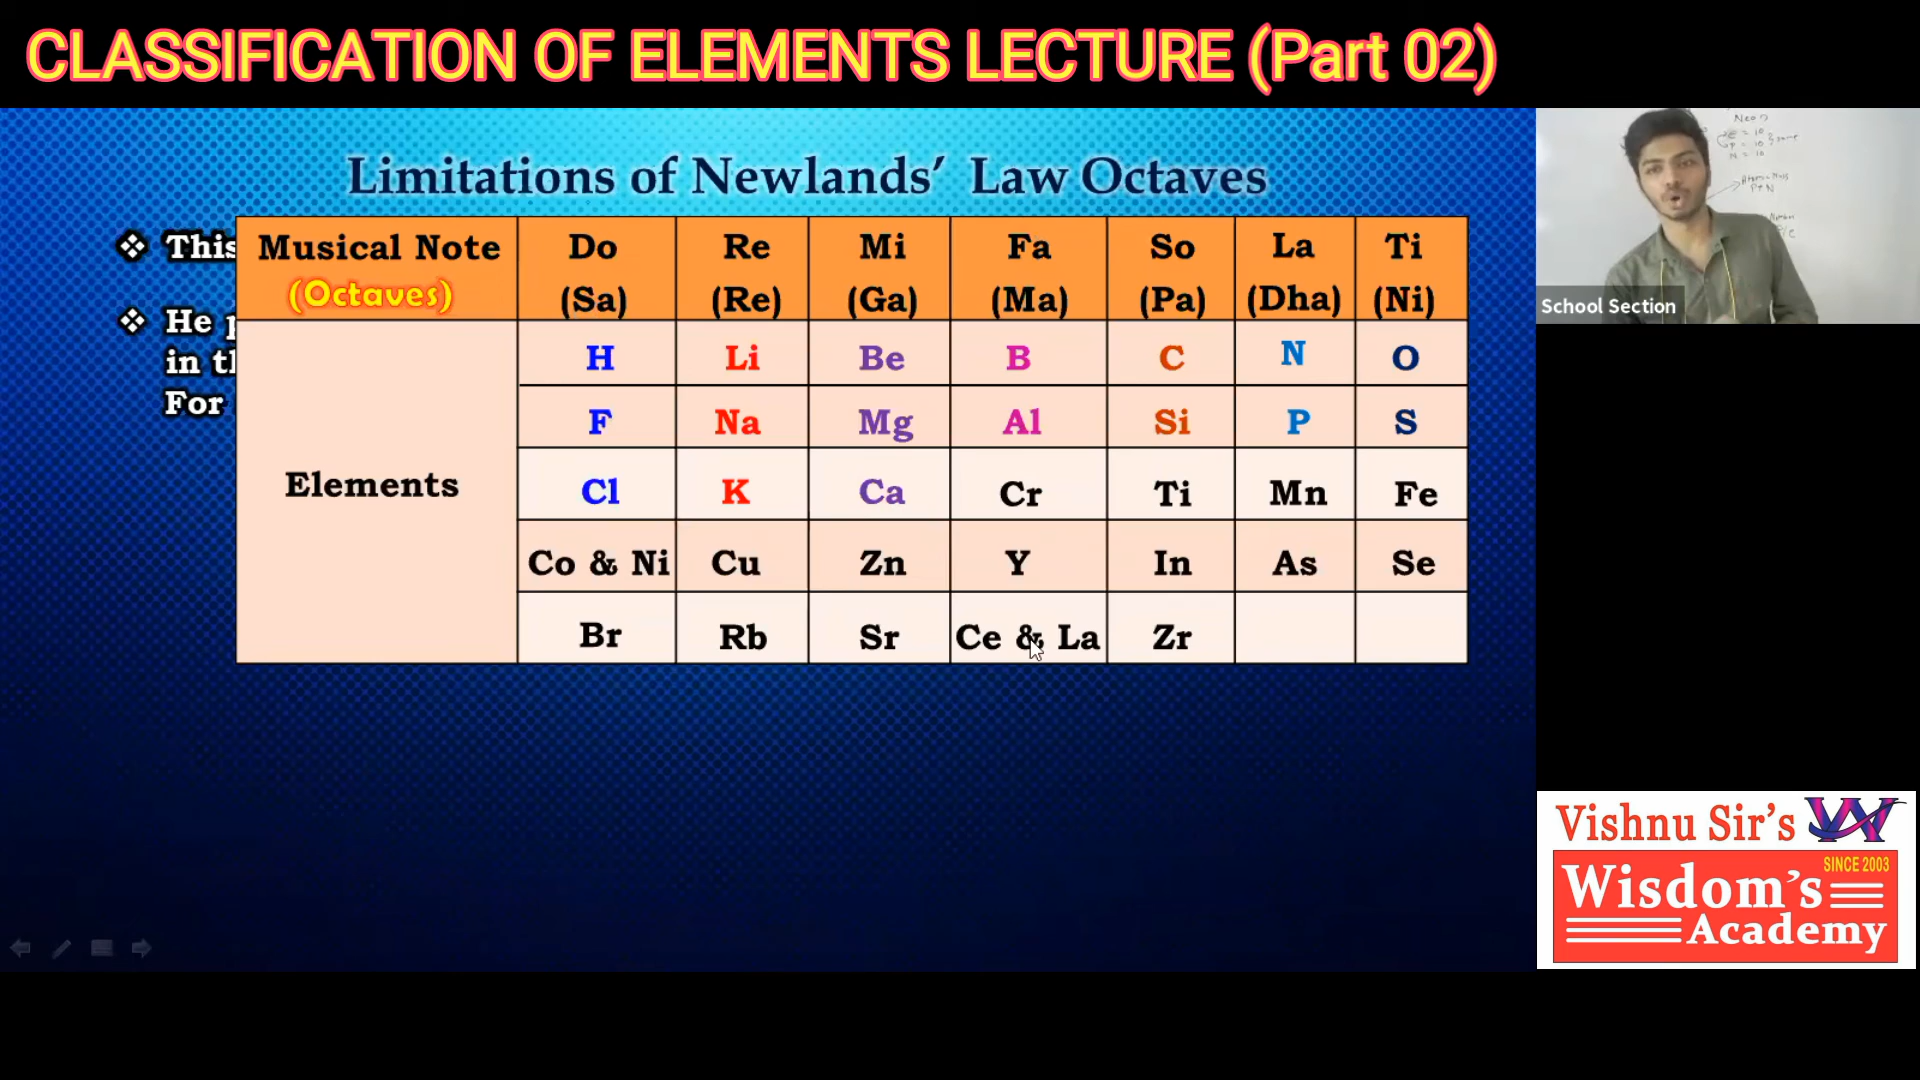 CLASSIFICATION OF ELEMENTS LECTURE (Part 02)
Limitations of Newlands’ Law Octaves
❖ This
❖ He
in
For
Musical Note Do Re Mi Fa So La Ti
(Octaves) (Sa) (Re) (Ga) (Ma) (Pa) (Dha) (Ni)
H Li Be B C N O
F Na Mg Al Si P S
Elements Cl K Ca Cr Ti Mn Fe
Co & Ni Cu Zn Y In As Se
Br Rb Sr Ce & La Zr
School Section
Vishnu Sir’s W
SINCE 2003
Wisdom’s
Academy